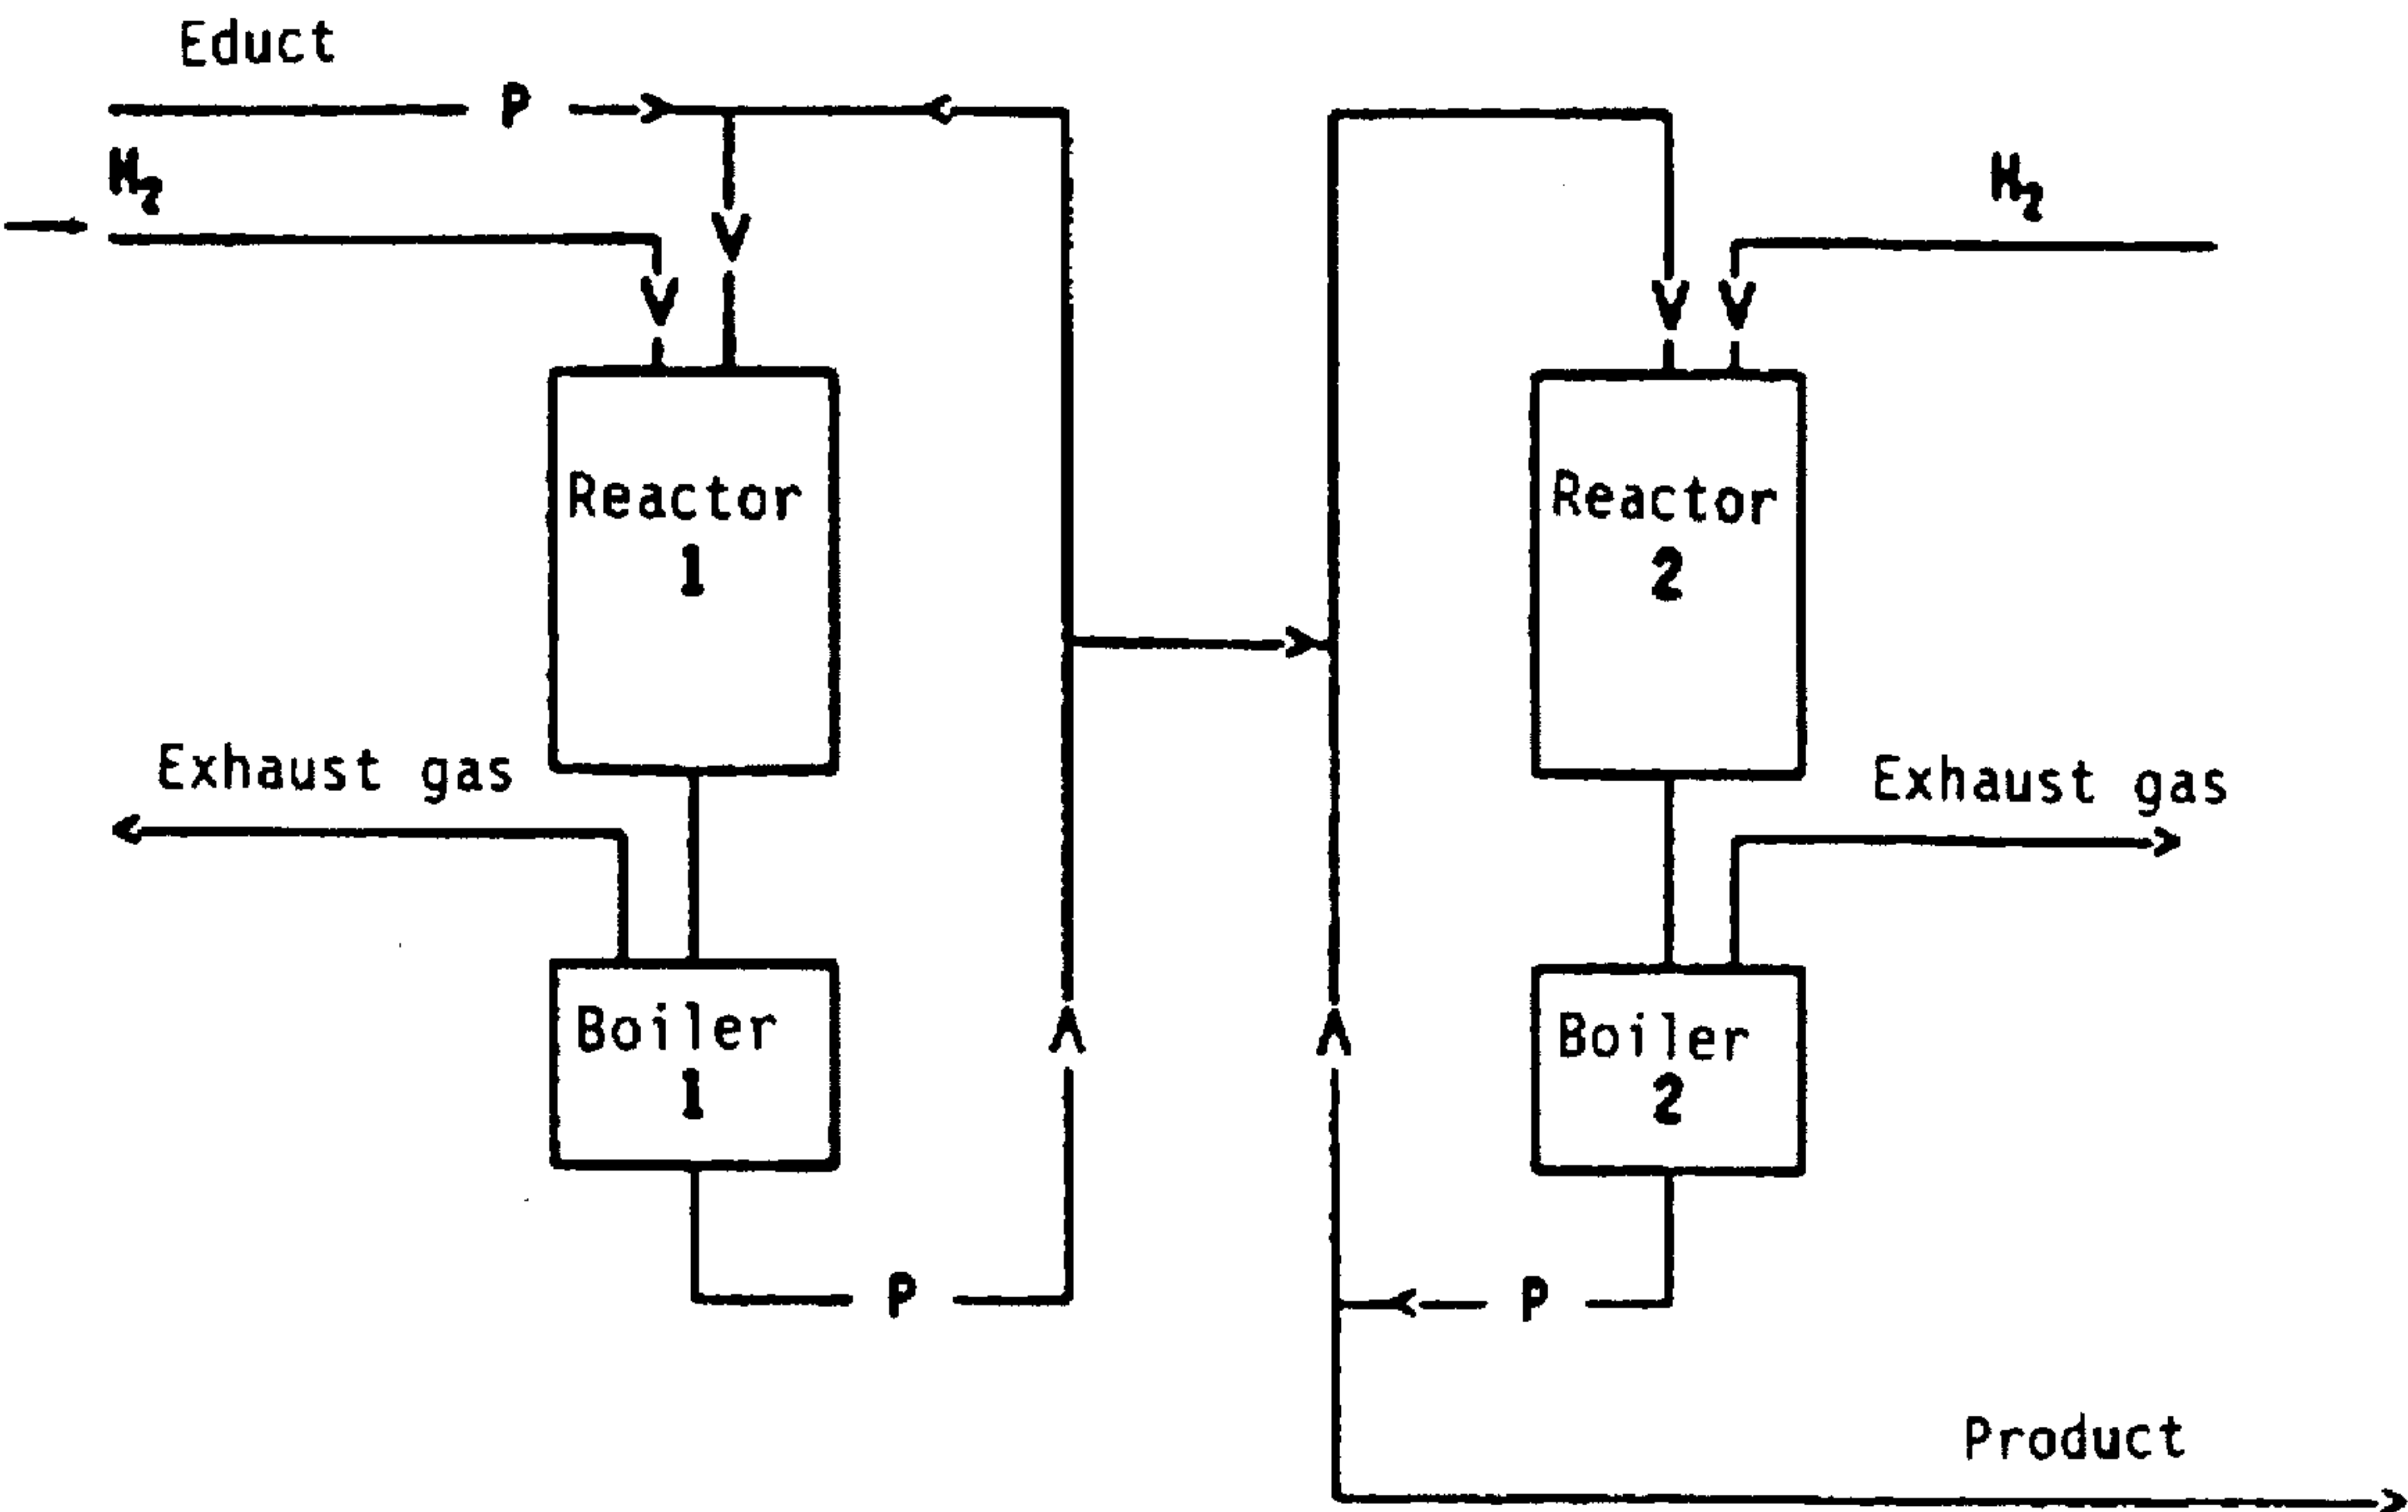 Educt
P
H₂
H₂
V
V
V
V
Reactor
1
Reactor
2
Exhaust gas
Exhaust gas
Boiler
1
Boiler
2
P
P
Product